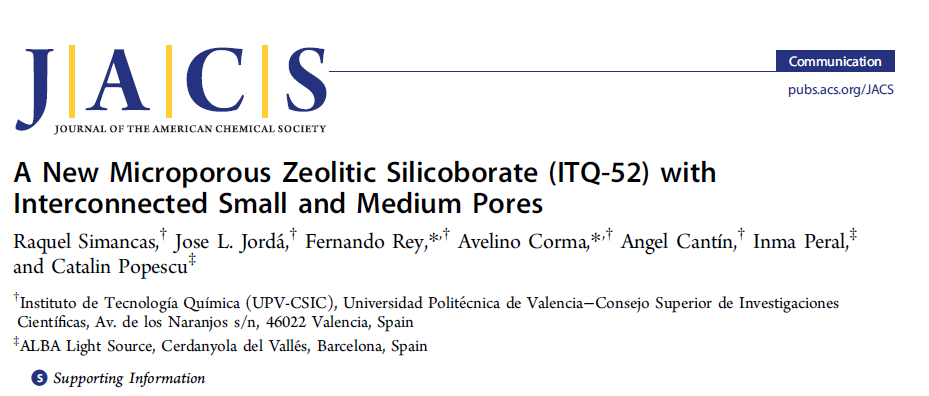 J|A|C|S
JOURNAL OF THE AMERICAN CHEMICAL SOCIETY
Communication
pubs.acs.org/JACS
A New Microporous Zeolitic Silicoborate (ITQ-52) with
Interconnected Small and Medium Pores
Raquel Simancas,† Jose L. Jordá,† Fernando Rey,*,† Avelino Corma,*,† Angel Cantín,† Inma Peral,‡
and Catalin Popescu‡
†Instituto de Tecnología Química (UPV-CSIC), Universidad Politécnica de Valencia−Consejo Superior de Investigaciones
Científicas, Av. de los Naranjos s/n, 46022 Valencia, Spain
‡ALBA Light Source, Cerdanyola del Vallés, Barcelona, Spain
S Supporting Information